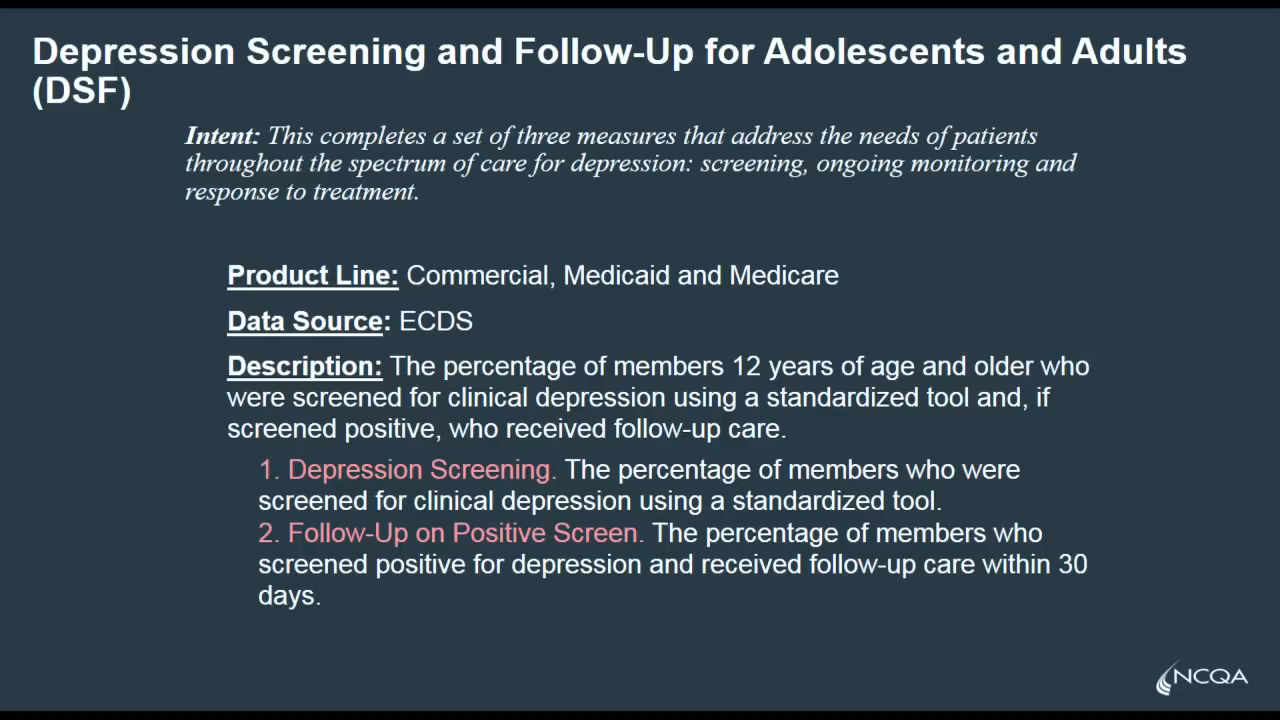 Depression Screening and Follow-Up for Adolescents and Adults
(DSF)
Intent: This completes a set of three measures that address the needs of patients
throughout the spectrum of care for depression: screening, ongoing monitoring and
response to treatment.
Product Line: Commercial, Medicaid and Medicare
Data Source: ECDS
Description: The percentage of members 12 years of age and older who
were screened for clinical depression using a standardized tool and, if
screened positive, who received follow-up care.
1. Depression Screening. The percentage of members who were
screened for clinical depression using a standardized tool.
2. Follow-Up on Positive Screen. The percentage of members who
screened positive for depression and received follow-up care within 30
days.
NCQA